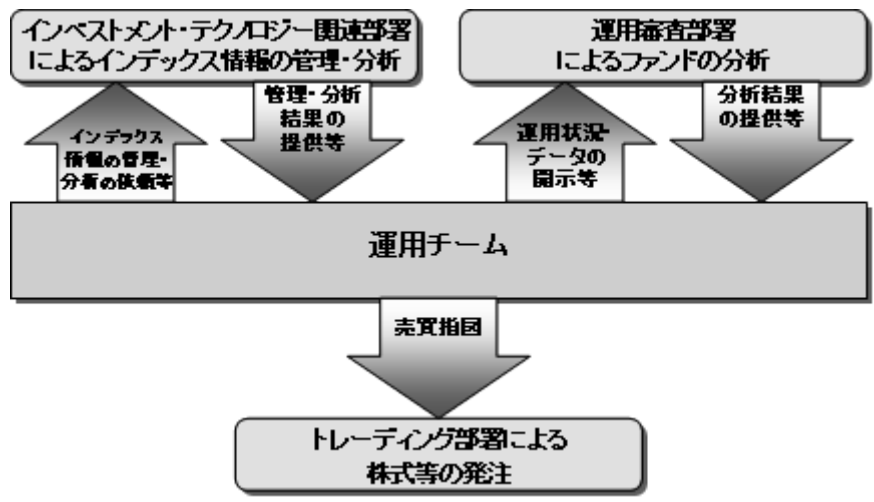 インベストメント・テクノロジー関連部署
によるインデックス情報の管理・分析
運用審査部署
によるファンドの分析
インデックス
情報の管理・
分析の依頼等
管理・分析
結果の
提供等
運用状況・
データの
開示等
分析結果
の提供等
運用チーム
売買指図
トレーディング部署による
株式等の発注